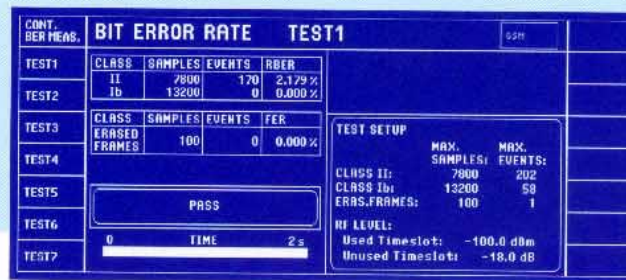 CONT.
BER MEAS.
BIT ERROR RATE TEST1
GSM
TEST1
TEST2
TEST3
TEST4
TEST5
TEST6
TEST7
CLASS SAMPLES EVENTS RBER
II 7800 170 2.179 %
Ib 13200 0 0.000 %
CLASS SAMPLES EVENTS FER
ERASED
FRAMES 100 0 0.000 %
PASS
0 TIME 2 s
TEST SETUP
MAX. MAX.
SAMPLES: EVENTS:
CLASS II: 7800 202
CLASS Ib: 13200 58
ERAS.FRAMES: 100 1
RF LEVEL:
Used Timeslot: -100.0 dBm
Unused Timeslot: -18.0 dB